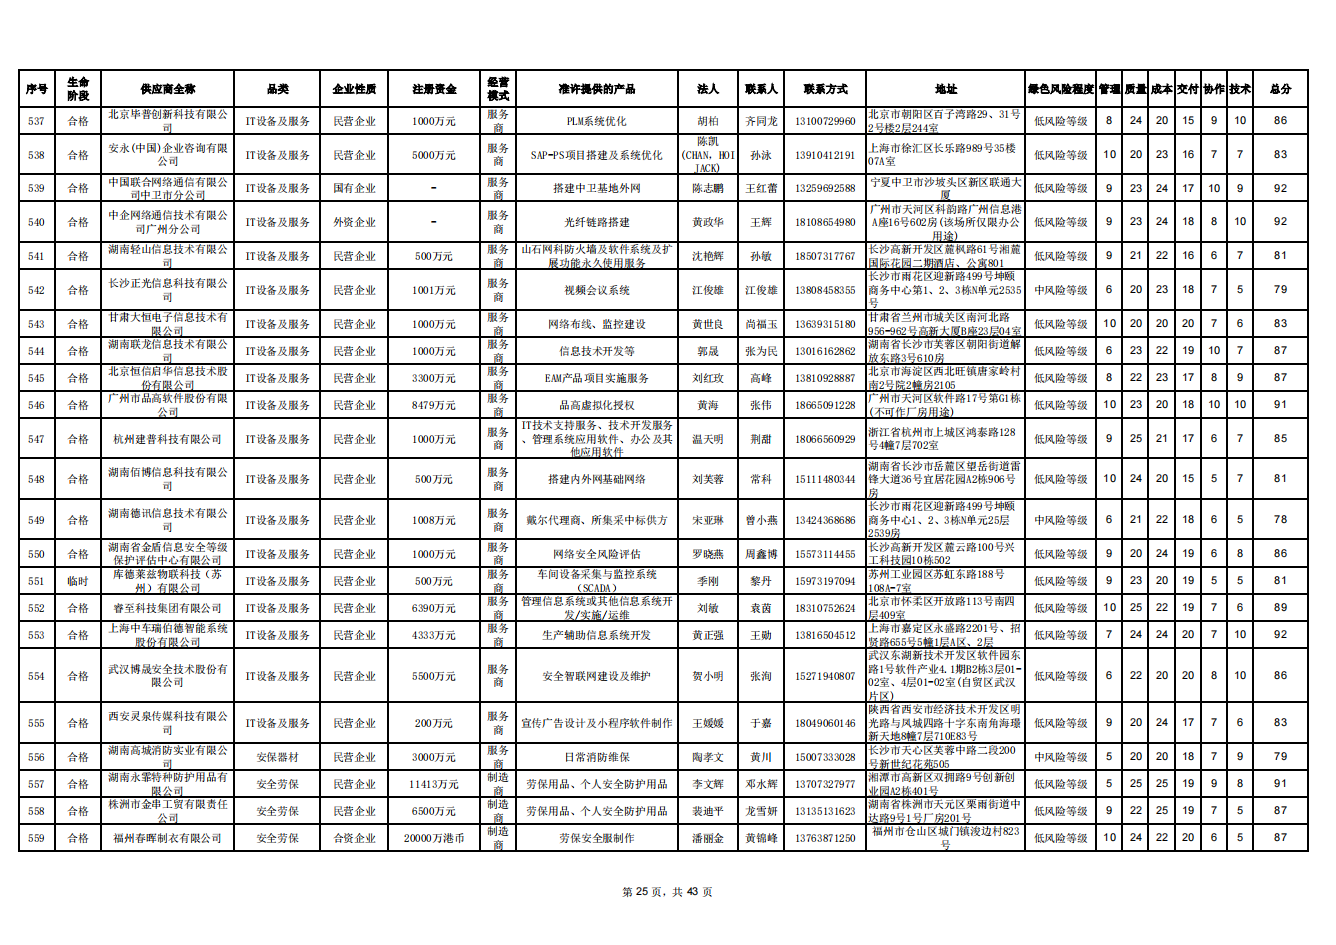 序号 生命阶段 供应商全称 品类 企业性质 注册资金 经营模式 准许提供的产品 法人 联系人 联系方式 地址 绿色风险程度 管理 质量 成本 交付 协作 技术 总分
537 合格 北京毕普创新科技有限公司 IT设备及服务 民营企业 1000万元 服务商 PLM系统优化 胡柏 齐同龙 13100729960 北京市朝阳区百子湾路29、31号2号楼2层244室 低风险等级 8 24 20 15 9 10 86
538 合格 安永(中国)企业咨询有限公司 IT设备及服务 民营企业 5000万元 服务商 SAP-PS项目搭建及系统优化 陈凯(CHAN, HOI JACK) 孙泳 13910412191 上海市徐汇区长乐路989号35楼07A室 低风险等级 10 20 23 16 7 7 83
539 合格 中国联合网络通信有限公司中卫市分公司 IT设备及服务 国有企业 - 服务商 搭建中卫基地外网 陈志鹏 王红蕾 13259692588 宁夏中卫市沙坡头区新区联通大厦 低风险等级 9 23 24 17 10 9 92
540 合格 中企网络通信技术有限公司广州分公司 IT设备及服务 外资企业 - 服务商 光纤链路搭建 黄政华 王辉 18108654980 广州市天河区科韵路广州信息港A座16号602房(该场所仅限办公用途) 低风险等级 9 23 24 18 8 10 92
541 合格 湖南轻山信息技术有限公司 IT设备及服务 民营企业 500万元 服务商 山石网科防火墙及软件系统及扩展功能永久使用服务 沈艳辉 孙敏 18507317767 长沙高新开发区麓枫路61号湘麓国际花园二期酒店、公寓801 低风险等级 9 21 22 16 6 7 81
542 合格 长沙正光信息科技有限公司 IT设备及服务 民营企业 1001万元 服务商 视频会议系统 江俊雄 江俊雄 13808458355 长沙市雨花区迎新路499号坤颐商务中心第1、2、3栋N单元2535号 中风险等级 6 20 23 18 7 5 79
543 合格 甘肃大恒电子信息技术有限公司 IT设备及服务 民营企业 1000万元 服务商 网络布线、监控建设 黄世良 尚福玉 13639315180 甘肃省兰州市城关区南河北路956-962号高新大厦B座23层04室 低风险等级 10 20 20 20 7 6 83
544 合格 湖南联龙信息技术有限公司 IT设备及服务 民营企业 1000万元 服务商 信息技术开发等 郭晟 张为民 13016162862 湖南省长沙市芙蓉区朝阳街道解放东路3号610房 低风险等级 6 23 22 19 10 7 87
545 合格 北京恒信启华信息技术股份有限公司 IT设备及服务 民营企业 3300万元 服务商 EAM产品项目实施服务 刘红玫 高峰 13810928887 北京市海淀区西北旺镇唐家岭村南2号院2幢房2105 低风险等级 8 22 23 17 8 9 87
546 合格 广州市品高软件股份有限公司 IT设备及服务 民营企业 8479万元 服务商 品高虚拟化授权 黄海 张伟 18665091228 广州市天河区软件路17号第G1栋(不可作厂房用途) 低风险等级 10 23 20 18 10 10 91
547 合格 杭州建普科技有限公司 IT设备及服务 民营企业 1000万元 服务商 IT技术支持服务、技术开发服务、管理系统应用软件、办公及其他应用软件 温天明 荆甜 18066560929 浙江省杭州市上城区鸿泰路128号4幢7层702室 低风险等级 9 25 21 17 6 7 85
548 合格 湖南佰博信息科技有限公司 IT设备及服务 民营企业 500万元 服务商 搭建内外网基础网络 刘芙蓉 常科 15111480344 湖南省长沙市岳麓区望岳街道雷锋大道36号宜居花园A2栋906号房 低风险等级 10 24 20 15 5 7 81
549 合格 湖南德讯信息技术有限公司 IT设备及服务 民营企业 1008万元 服务商 戴尔代理商、所集采中标供方 宋亚琳 曾小燕 13424368686 长沙市雨花区迎新路499号坤颐商务中心1、2、3栋N单元25层2539房 中风险等级 6 21 22 18 6 5 78
550 合格 湖南省金盾信息安全等级保护评估中心有限公司 IT设备及服务 民营企业 1000万元 服务商 网络安全风险评估 罗晓燕 周鑫博 15573114455 长沙高新开发区麓云路100号兴工科技园10栋502 低风险等级 9 20 24 19 6 8 86
551 临时 库德莱兹物联科技（苏州）有限公司 IT设备及服务 民营企业 500万元 服务商 车间设备采集与监控系统（SCADA） 季刚 黎丹 15973197094 苏州工业园区苏虹东路188号108A-7室 低风险等级 9 23 20 19 5 5 81
552 合格 睿至科技集团有限公司 IT设备及服务 民营企业 6390万元 服务商 管理信息系统或其他信息系统开发/实施/运维 刘敏 袁茵 18310752624 北京市怀柔区开放路113号南四层409室 低风险等级 10 25 22 19 7 6 89
553 合格 上海中车瑞伯德智能系统股份有限公司 IT设备及服务 民营企业 4333万元 服务商 生产辅助信息系统开发 黄正强 王勋 13816504512 上海市嘉定区永盛路2201号、招贤路655号5幢1层A区、2层 低风险等级 7 24 24 20 7 10 92
554 合格 武汉博晟安全技术股份有限公司 IT设备及服务 民营企业 5500万元 服务商 安全智联网建设及维护 贺小明 张洵 15271940807 武汉东湖新技术开发区软件园东路1号软件产业4.1期B2栋3层01-02室、4层01-02室(自贸区武汉片区) 低风险等级 6 22 20 20 8 10 86
555 合格 西安灵泉传媒科技有限公司 IT设备及服务 民营企业 200万元 服务商 宣传广告设计及小程序软件制作 王媛媛 于嘉 18049060146 陕西省西安市经济技术开发区明光路与凤城四路十字东南角海璟新天地8幢7层710E83号 低风险等级 9 20 24 17 7 6 83
556 合格 湖南高城消防实业有限公司 安保器材 民营企业 3000万元 服务商 日常消防维保 陶孝文 黄川 15007333028 长沙市天心区芙蓉中路二段200号新世纪花苑505 中风险等级 5 20 20 18 7 9 79
557 合格 湖南永霏特种防护用品有限公司 安全劳保 民营企业 11413万元 制造商 劳保用品、个人安全防护用品 李文辉 邓水辉 13707327977 湘潭市高新区双拥路9号创新创业园A2栋401号 低风险等级 5 25 25 19 9 8 91
558 合格 株洲市金串工贸有限责任公司 安全劳保 民营企业 6500万元 制造商 劳保用品、个人安全防护用品 裴迪平 龙雪妍 13135131623 湖南省株洲市天元区栗雨街道中达路9号1号厂房201号 低风险等级 9 22 25 19 7 5 87
559 合格 福州春晖制衣有限公司 安全劳保 合资企业 20000万港币 制造商 劳保安全服制作 潘丽金 黄锦峰 13763871250 福州市仓山区城门镇浚边村823号 低风险等级 10 24 22 20 6 5 87
第 25 页，共 43 页